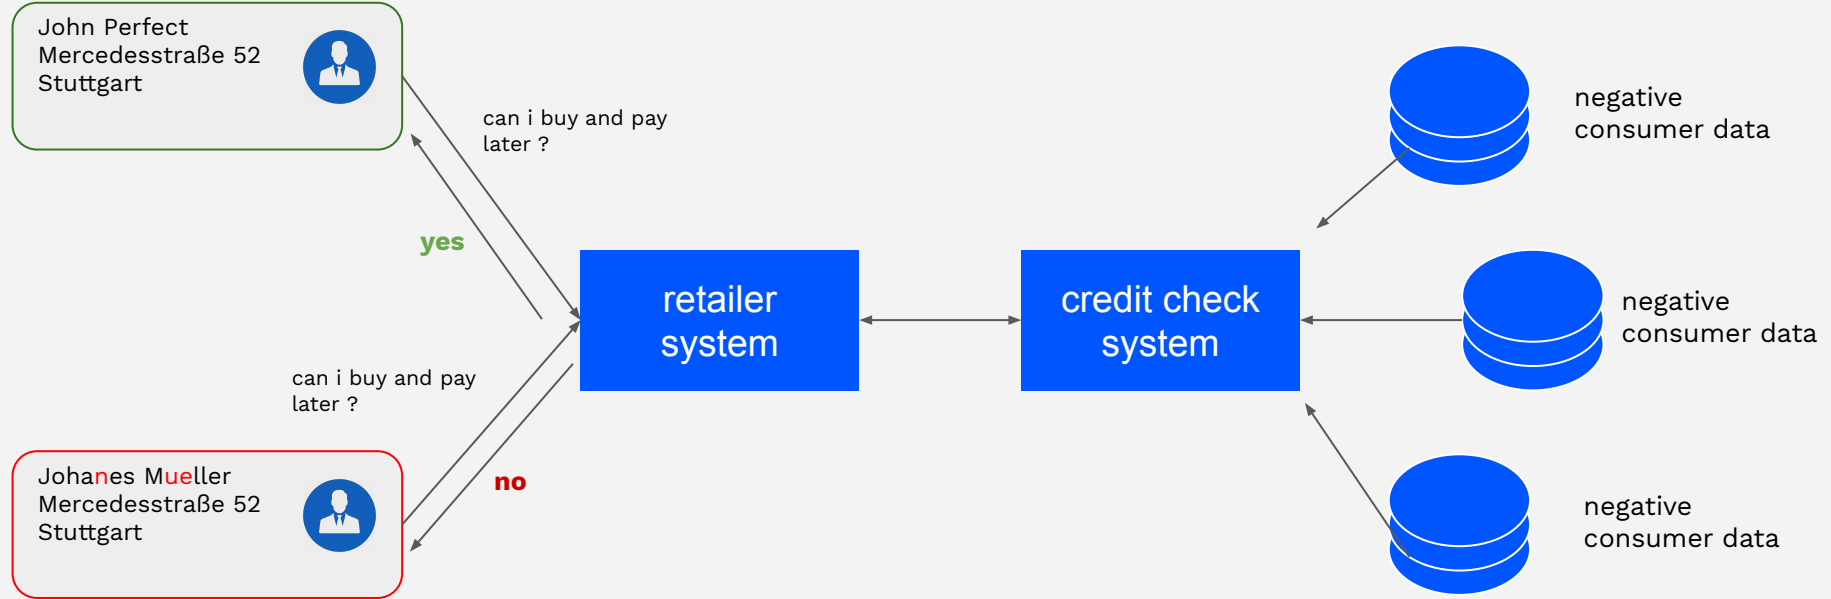 John Perfect
Mercedesstraße 52
Stuttgart
can i buy and pay
later ?
yes
retailer
system
credit check
system
negative
consumer data
negative
consumer data
can i buy and pay
later ?
no
Johanes Mueller
Mercedesstraße 52
Stuttgart
negative
consumer data